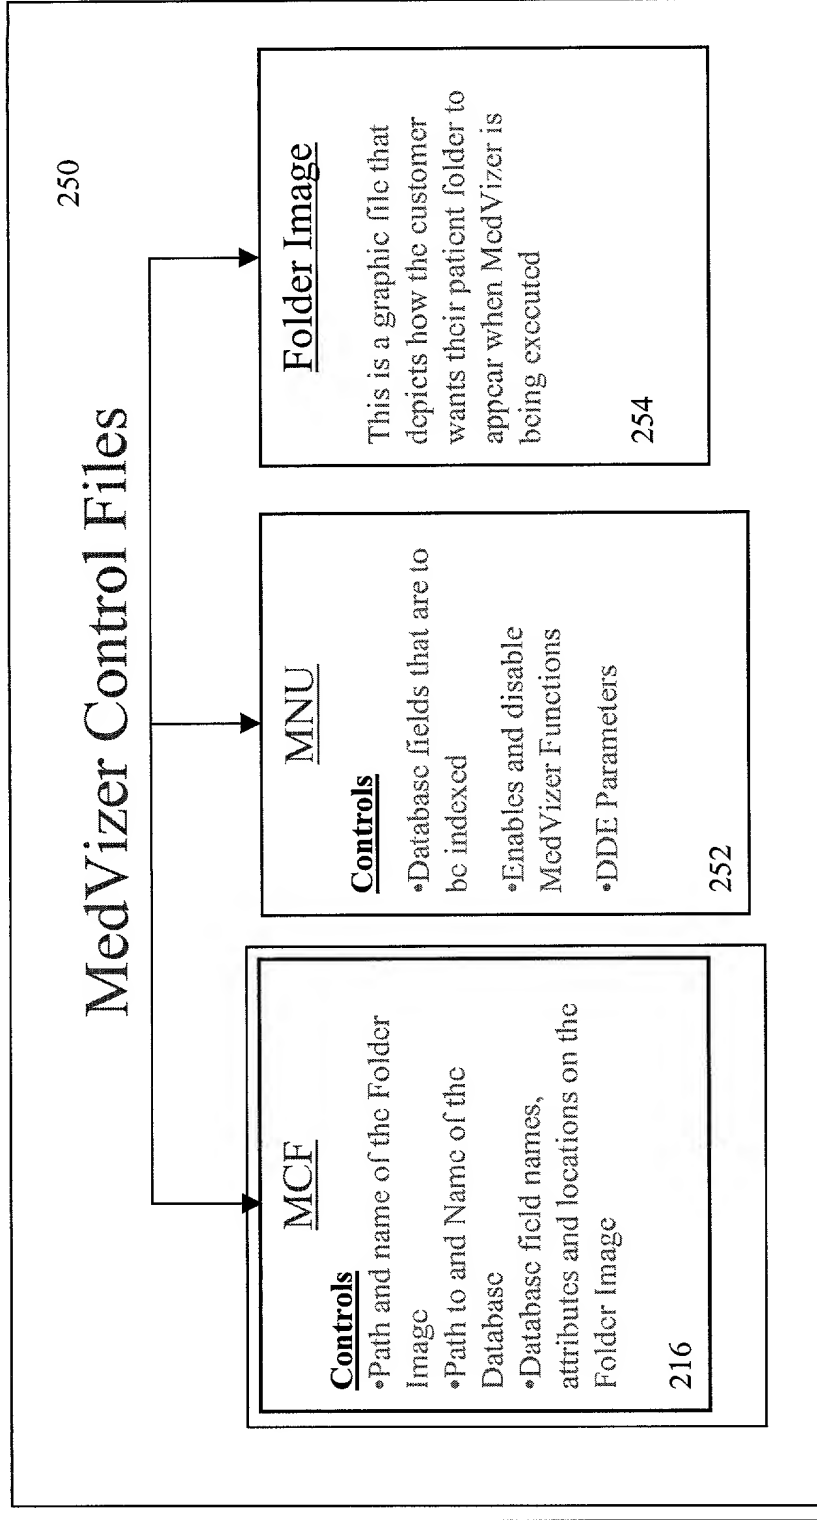 MedVizer Control Files
250
MCF
Controls
•Path and name of the Folder
Image
•Path to and Name of the
Database
•Database field names,
attributes and locations on the
Folder Image
216
MNU
Controls
•Database fields that are to
be indexed
•Enables and disable
MedVizer Functions
•DDE Parameters
252
Folder Image
This is a graphic file that
depicts how the customer
wants their patient folder to
appear when MedVizer is
being executed
254